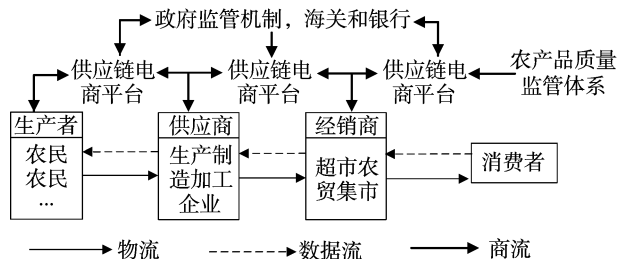 政府监管机制，海关和银行
供应链电
商平台
供应链电
商平台
供应链电
商平台
农产品质量
监管体系
生产者
农民
农民
...
供应商
生产制
造加工
企业
经销商
超市农
贸集市
消费者
物流
数据流
商流